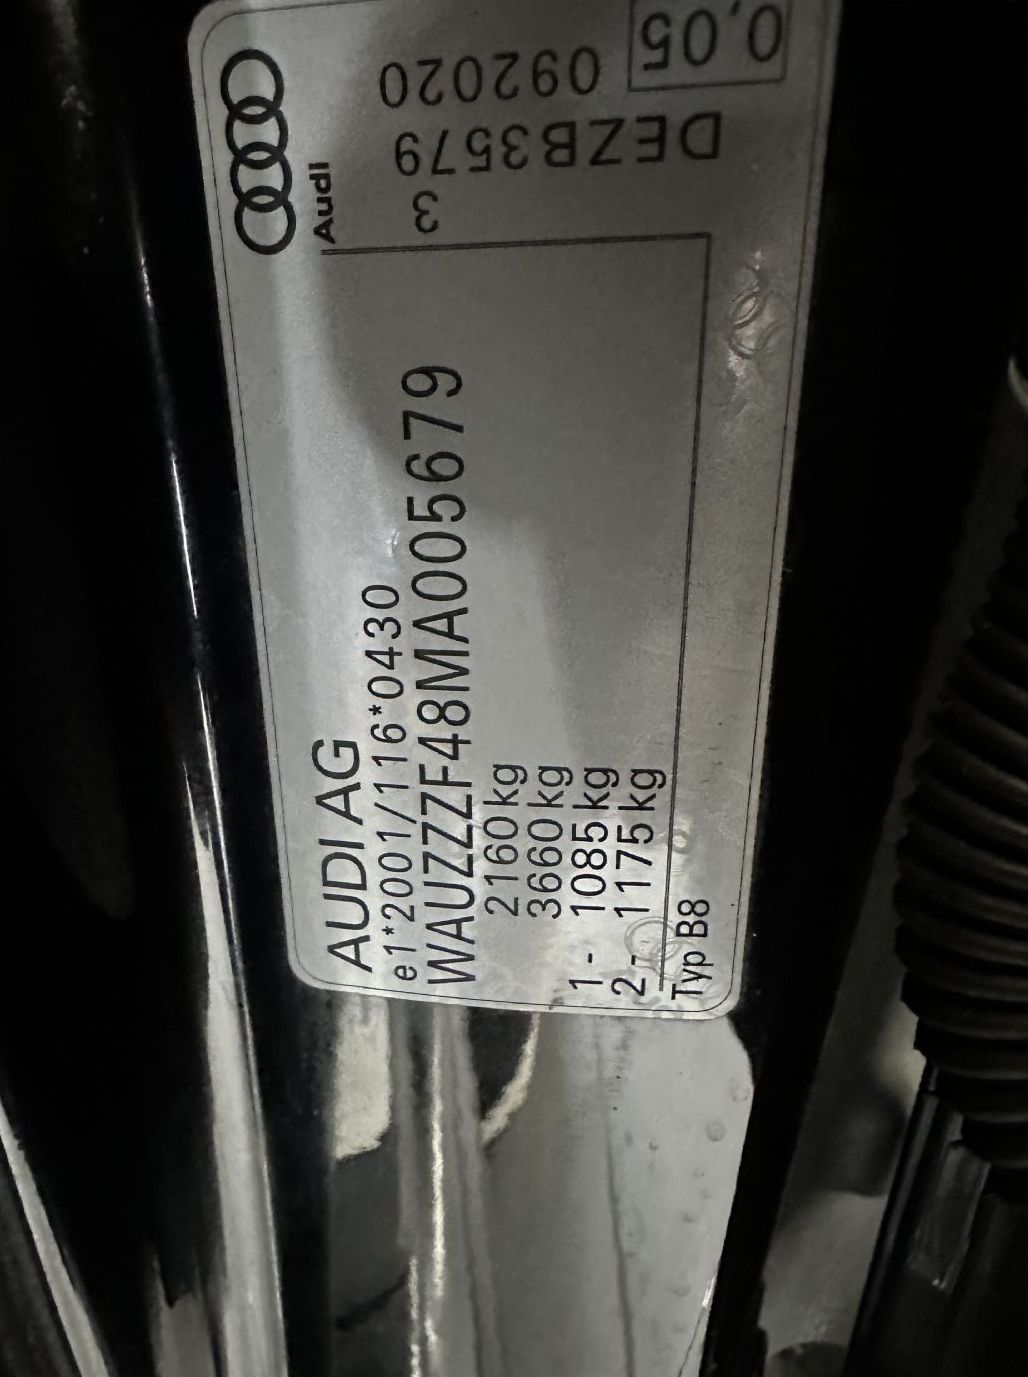 AUDI AG
e1*2001/116*0430
WAUZZZF48MA005679
2160 kg
3660 kg
1 - 1085 kg
2 - 1175 kg
Typ B8
Audi
0,05
092020
DEZB3579
3